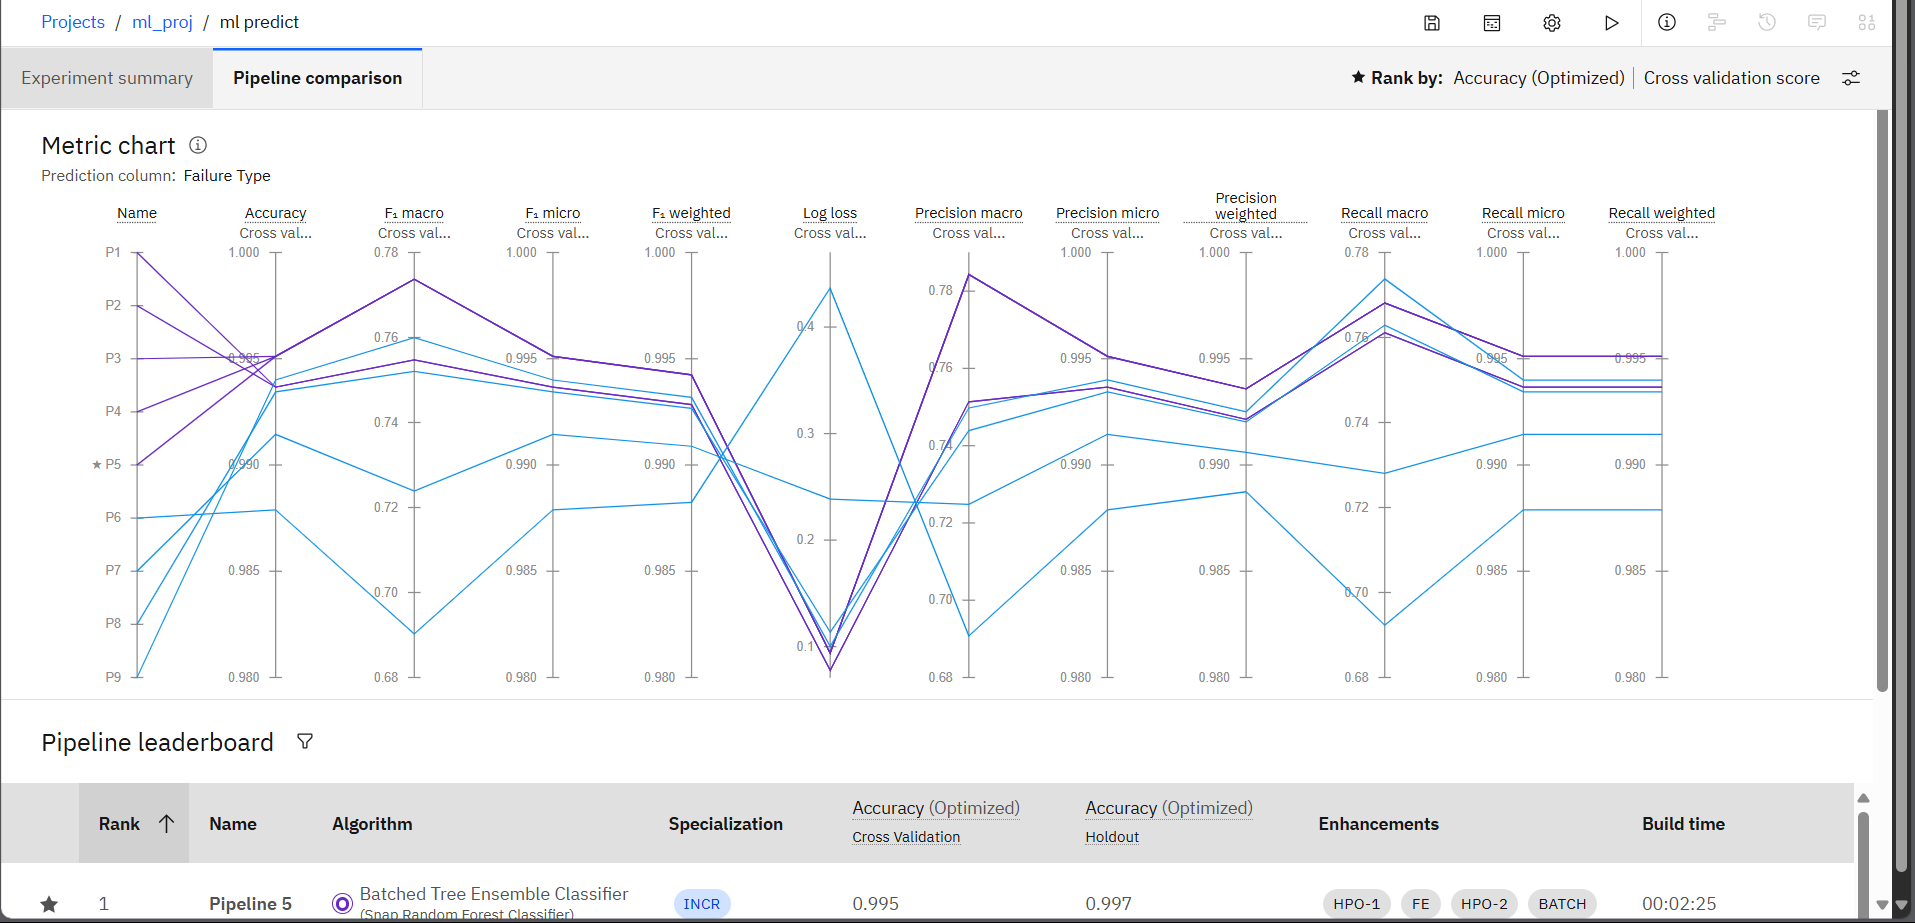 Projects / ml_proj / ml predict
Experiment summary
Pipeline comparison
★ Rank by: Accuracy (Optimized) | Cross validation score
Metric chart
Prediction column: Failure Type
Name
Accuracy
Cross val...
F₁ macro
Cross val...
F₁ micro
Cross val...
F₁ weighted
Cross val...
Log loss
Cross val...
Precision macro
Cross val...
Precision micro
Cross val...
Precision
weighted
Cross val...
Recall macro
Cross val...
Recall micro
Cross val...
Recall weighted
Cross val...
P1 1.000 0.78 1.000 1.000 1.000 1.000 0.78 1.000 1.000
0.78
P2
0.4
0.76 0.76
P3 0.995 0.995 0.995 0.995 0.995 0.995 0.995
0.76
P4
0.74 0.74
0.3
0.74
★ P5 0.990 0.990 0.990 0.990 0.990 0.990 0.990
0.72 0.72
P6
0.72
0.2
P7 0.985 0.985 0.985 0.985 0.985 0.985 0.985
0.70 0.70
0.70
P8
0.1
P9 0.980 0.68 0.980 0.980 0.68 0.980 0.980 0.68 0.980 0.980
Pipeline leaderboard
Rank
Name
Algorithm
Specialization
Accuracy (Optimized)
Cross Validation
Accuracy (Optimized)
Holdout
Enhancements
Build time
★ 1
Pipeline 5
Batched Tree Ensemble Classifier
(Snap Random Forest Classifier)
INCR
0.995
0.997
HPO-1 FE HPO-2 BATCH
00:02:25